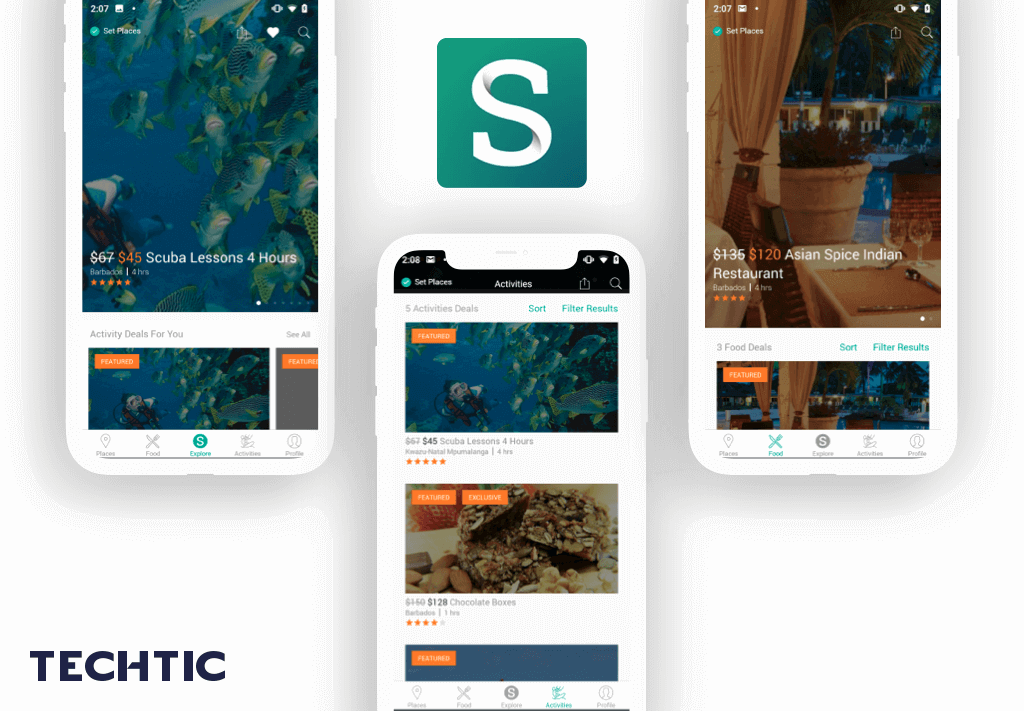 2:07
Set Places
$67 $45 Scuba Lessons 4 Hours
Barbados | 4 hrs
Activity Deals For You
See All
FEATURED
FEATURE
Places
Food
Explore
Activities
Profile
S
2:08
Set Places
Activities
5 Activities Deals
Sort
Filter Results
FEATURED
$67 $45 Scuba Lessons 4 Hours
Kwazu-Natal Mpumalanga | 4 hrs
FEATURED
EXCLUSIVE
$150 $128 Chocolate Boxes
Barbados | 1 hrs
FEATURED
Places
Food
Explore
Activities
Profile
2:07
Set Places
$135 $120 Asian Spice Indian
Restaurant
Barbados | 4 hrs
3 Food Deals
Sort
Filter Results
FEATURED
Places
Food
Explore
Activities
Profile
TECHTIC